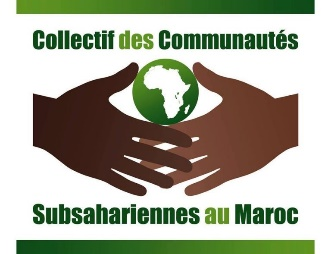 Collectif des Communautés
Subsahariennes au Maroc